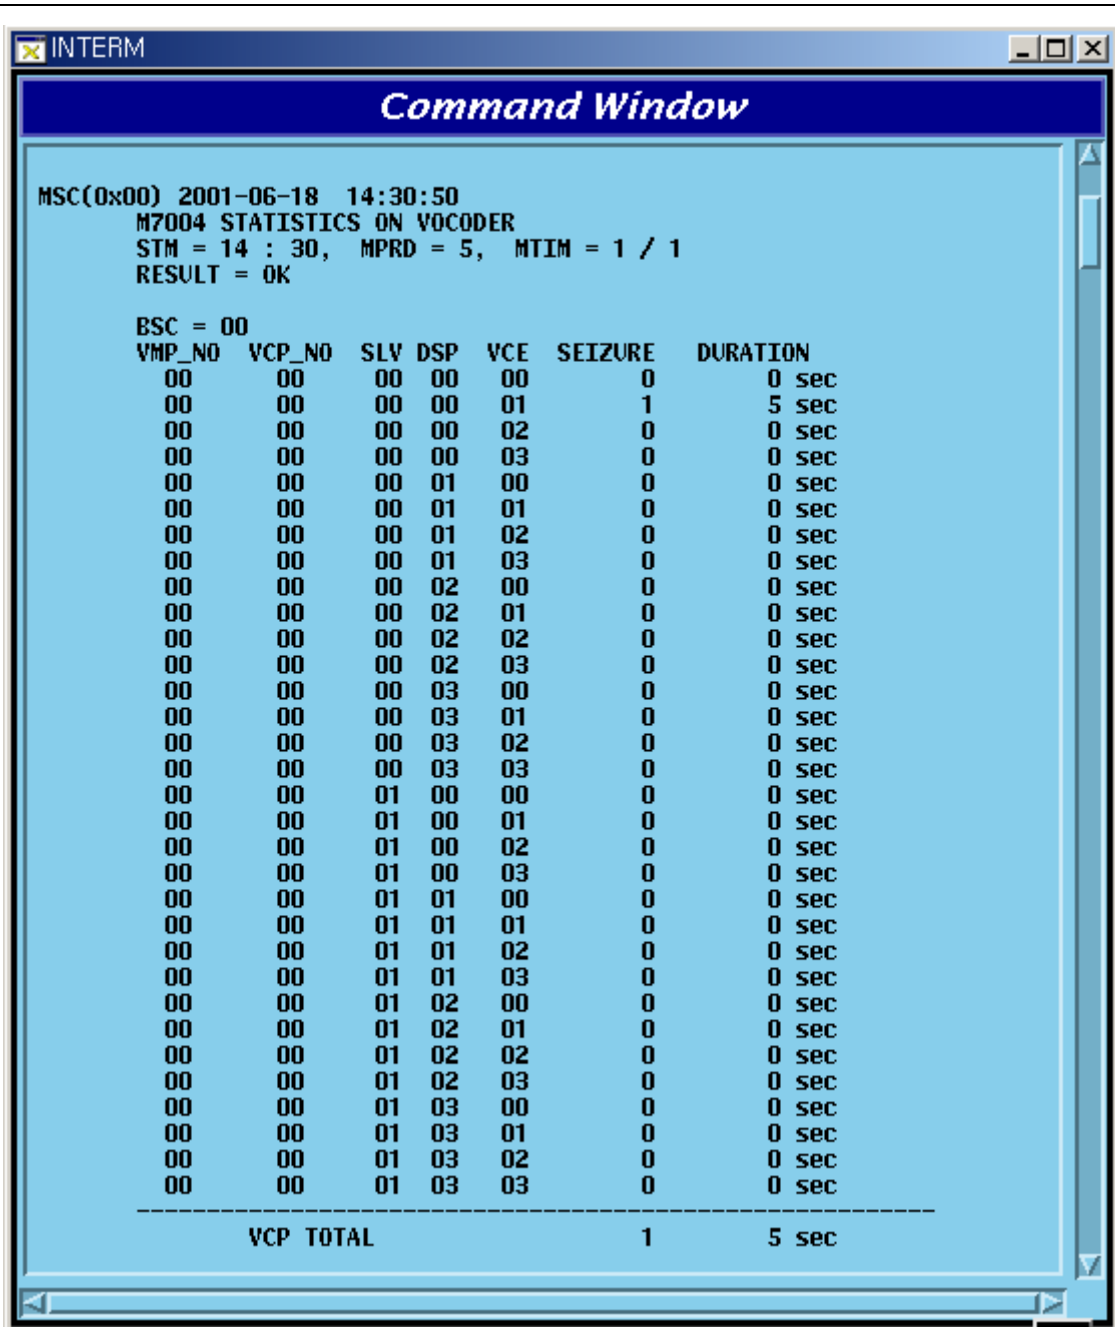 INTERM
Command Window
MSC(0x00) 2001-06-18 14:30:50
M7004 STATISTICS ON VOCODER
STM = 14 : 30, MPRD = 5, MTIM = 1 / 1
RESULT = OK
BSC = 00
VMP_NO VCP_NO SLV DSP VCE SEIZURE DURATION
00 00 00 00 00 0 0 sec
00 00 00 00 01 1 5 sec
00 00 00 00 02 0 0 sec
00 00 00 00 03 0 0 sec
00 00 00 01 00 0 0 sec
00 00 00 01 01 0 0 sec
00 00 00 01 02 0 0 sec
00 00 00 01 03 0 0 sec
00 00 00 02 00 0 0 sec
00 00 00 02 01 0 0 sec
00 00 00 02 02 0 0 sec
00 00 00 02 03 0 0 sec
00 00 00 03 00 0 0 sec
00 00 00 03 01 0 0 sec
00 00 00 03 02 0 0 sec
00 00 00 03 03 0 0 sec
00 00 01 00 00 0 0 sec
00 00 01 00 01 0 0 sec
00 00 01 00 02 0 0 sec
00 00 01 00 03 0 0 sec
00 00 01 01 00 0 0 sec
00 00 01 01 01 0 0 sec
00 00 01 01 02 0 0 sec
00 00 01 01 03 0 0 sec
00 00 01 02 00 0 0 sec
00 00 01 02 01 0 0 sec
00 00 01 02 02 0 0 sec
00 00 01 02 03 0 0 sec
00 00 01 03 00 0 0 sec
00 00 01 03 01 0 0 sec
00 00 01 03 02 0 0 sec
00 00 01 03 03 0 0 sec
---------------------------------------------------------
VCP TOTAL 1 5 sec